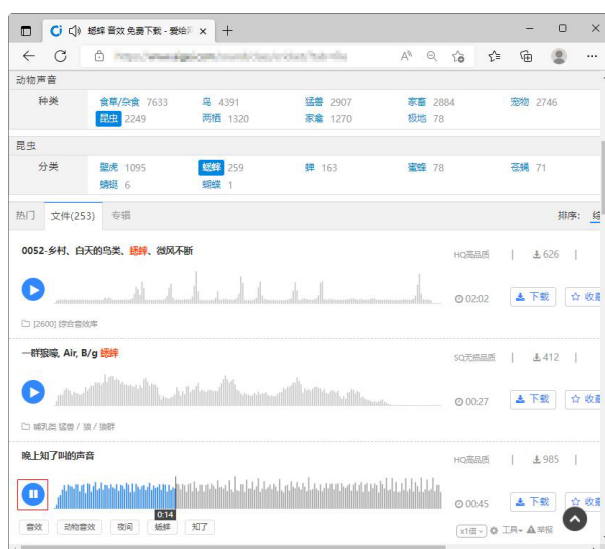 蟋蟀 音效 免费下载 - 爱给
动物声音
种类 食草/杂食 7633 鸟 4391 猛兽 2907 家畜 2884 宠物 2746
昆虫 2249 两栖 1320 家禽 1270 极地 78
昆虫
分类 壁虎 1095 蟋蟀 259 蝉 163 蜜蜂 78 苍蝇 71
蜻蜓 6 蝴蝶 1
热门 文件(253) 专辑 排序:
0052-乡村、白天的鸟类、蟋蟀、微风不断
HQ高品质 | 626 |
02:02 下载 收藏
[2600] 综合音效库
一群狼嚎, Air, B/g 蟋蟀
SQ无损品质 | 412 |
00:27 下载 收藏
哺乳类 猛兽 / 狼 / 狼群
晚上知了叫的声音
HQ高品质 | 985 |
0:14
00:45 下载 收藏
音效 动物音效 夜间 蟋蟀 知了
x1倍 工具 举报